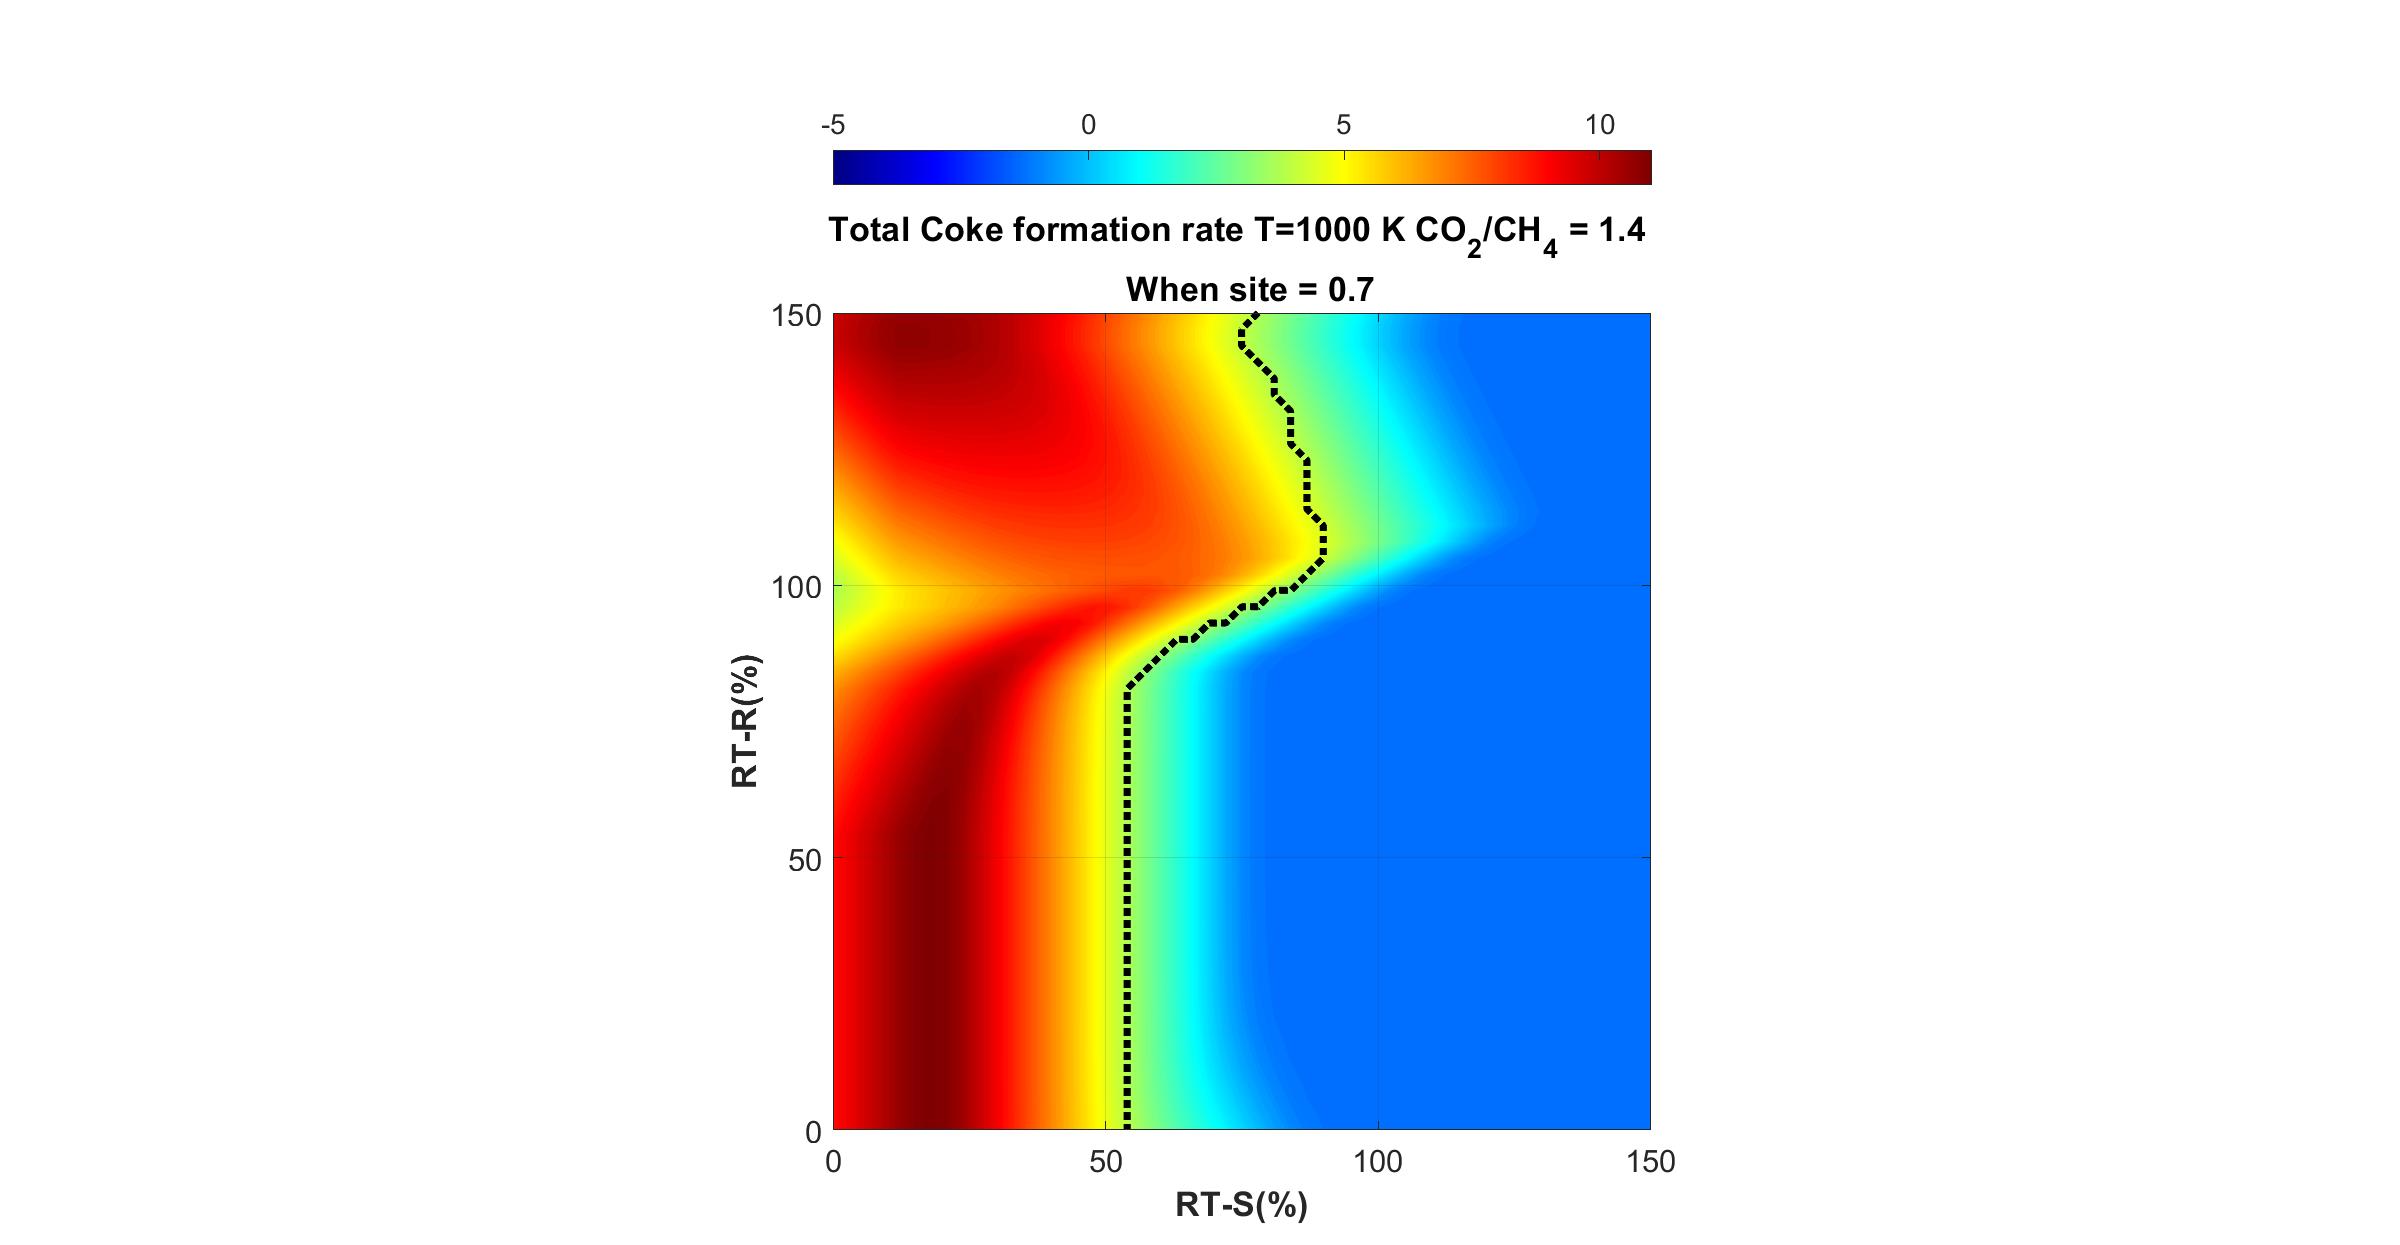 -5 0 5 10
Total Coke formation rate T=1000 K CO₂/CH₄ = 1.4
When site = 0.7
150
100
50
0
RT-R(%)
0 50 100 150
RT-S(%)